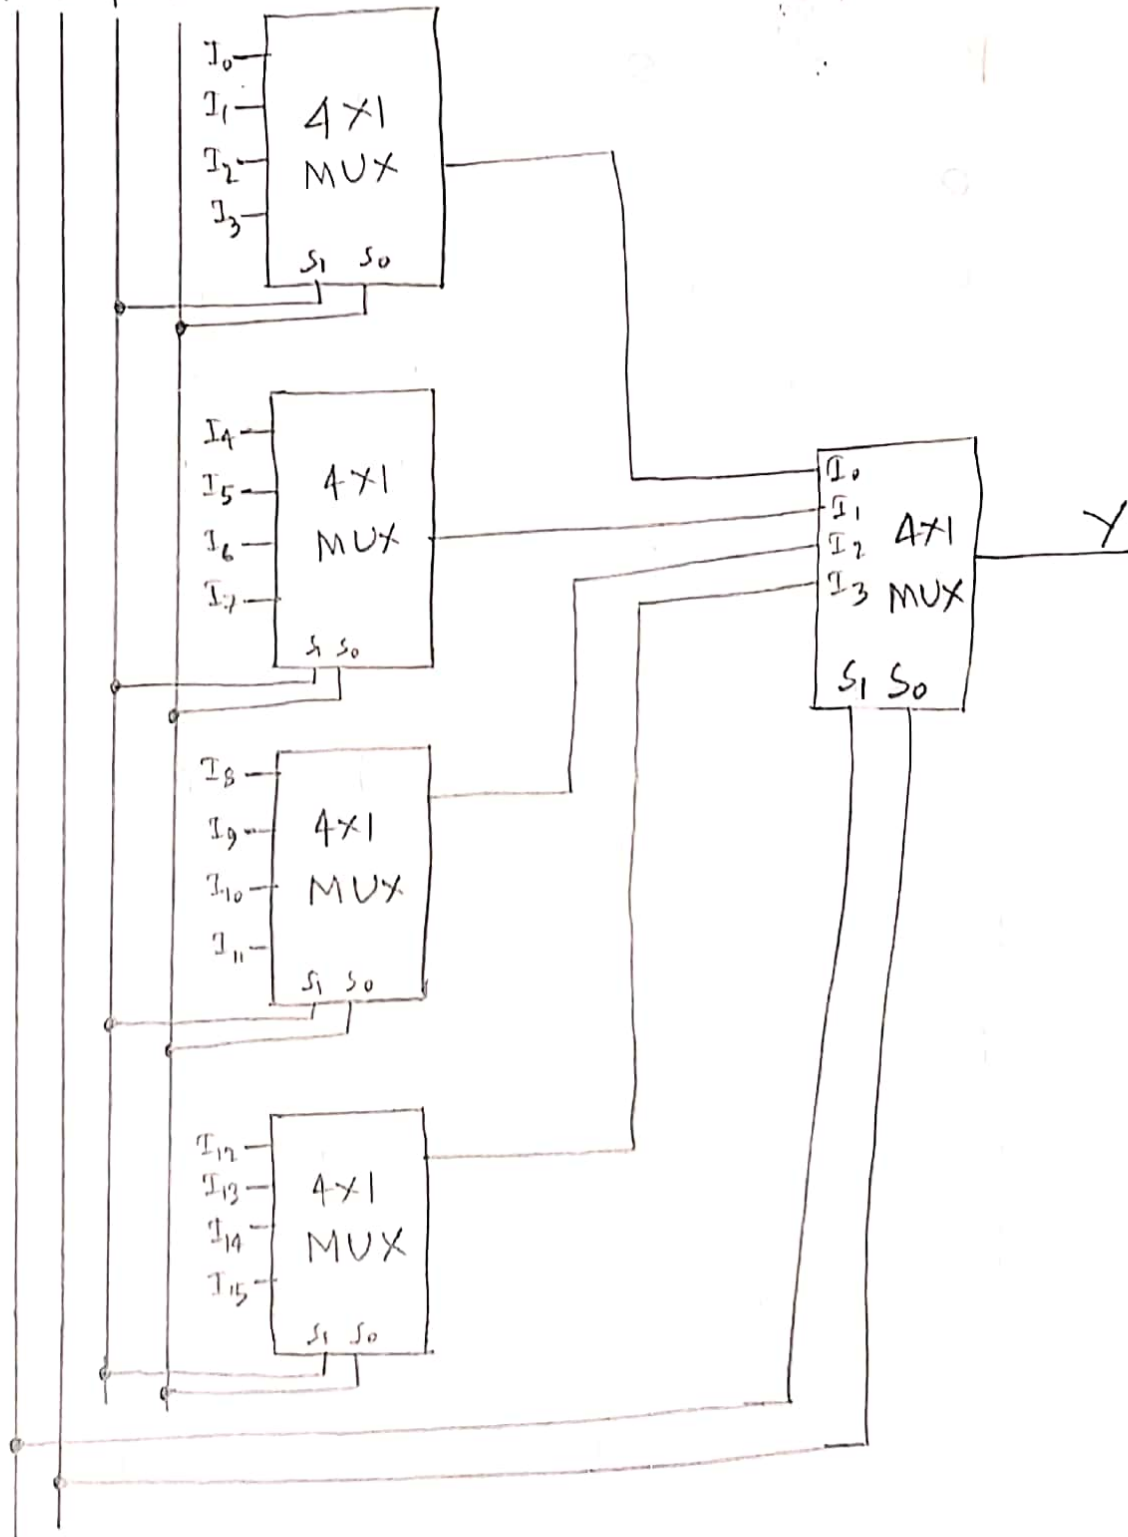 I0
I1
I2
I3
4X1
MUX
S1 S0
I4
I5
I6
I7
4X1
MUX
S1 S0
I0
I1
I2
I3
4X1
MUX
S1 S0
Y
I8
I9
I10
I11
4X1
MUX
S1 S0
I12
I13
I14
I15
4X1
MUX
S1 S0